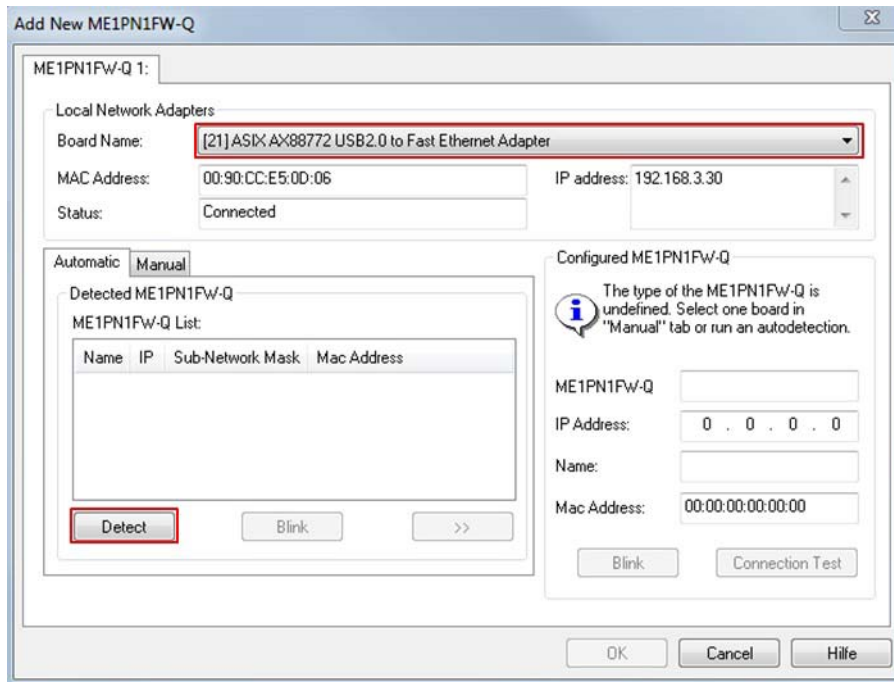 Add New ME1PN1FW-Q
ME1PN1FW-Q 1:
Local Network Adapters
Board Name: [21] ASIX AX88772 USB2.0 to Fast Ethernet Adapter
MAC Address: 00:90:CC:E5:0D:06 IP address: 192.168.3.30
Status: Connected
Automatic Manual
Detected ME1PN1FW-Q
ME1PN1FW-Q List:
Name IP Sub-Network Mask Mac Address
Detect Blink >>
Configured ME1PN1FW-Q
The type of the ME1PN1FW-Q is
undefined. Select one board in
"Manual" tab or run an autodetection.
ME1PN1FW-Q
IP Address: 0 . 0 . 0 . 0
Name:
Mac Address: 00:00:00:00:00:00
Blink Connection Test
OK Cancel Hilfe